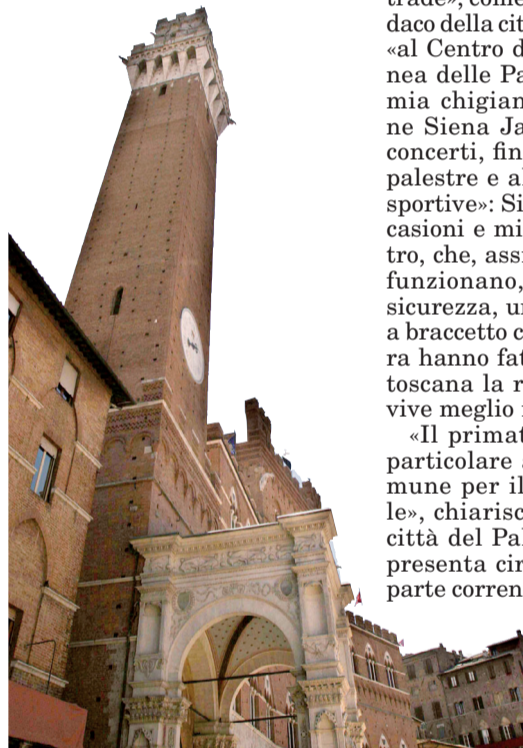 trade», come
daco della cit
«al Centro d
nea delle Pa
mia chigian
ne Siena Ja
concerti, fin
palestre e a
sportive»: Si
casioni e mi
tro, che, assi
funzionano,
sicurezza, u
a braccetto c
ra hanno fat
toscana la r
vive meglio
«Il primat
particolare
mune per il
le», chiarisc
città del Pal
presenta cir
parte corren